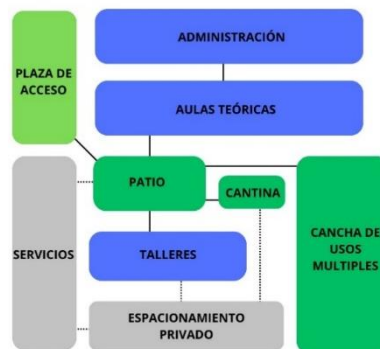 ADMINISTRACIÓN
PLAZA DE
ACCESO
AULAS TEÓRICAS
PATIO
CANTINA
SERVICIOS
TALLERES
CANCHA DE
USOS
MULTIPLES
ESPACIONAMIENTO
PRIVADO